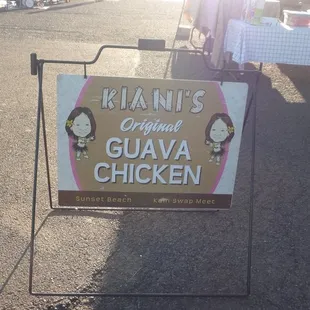 KIANI'S
Original
GUAVA
CHICKEN
Sunset Beach Kam Swap Meet